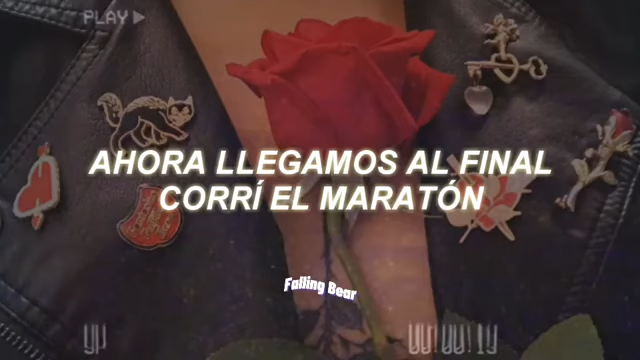 PLAY
AHORA LLEGAMOS AL FINAL
CORRÍ EL MARATÓN
Falling Bear